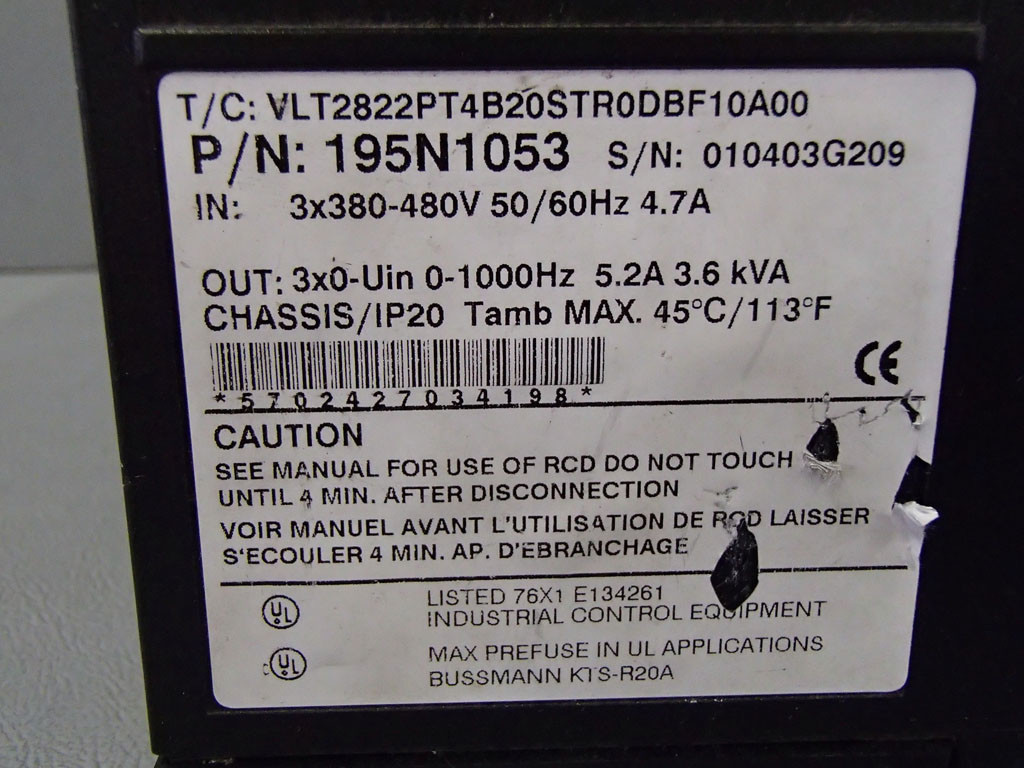 T/C: VLT2822PT4B20STR0DBF10A00
P/N: 195N1053 S/N: 010403G209
IN: 3x380-480V 50/60Hz 4.7A
OUT: 3x0-Uin 0-1000Hz 5.2A 3.6 kVA
CHASSIS/IP20 Tamb MAX. 45°C/113°F
CE
*5702427034198*
CAUTION
SEE MANUAL FOR USE OF RCD DO NOT TOUCH
UNTIL 4 MIN. AFTER DISCONNECTION
VOIR MANUEL AVANT L'UTILISATION DE RCD LAISSER
S'ECOULER 4 MIN. AP. D'EBRANCHAGE
UL LISTED 76X1 E134261
INDUSTRIAL CONTROL EQUIPMENT
c UL MAX PREFUSE IN UL APPLICATIONS
BUSSMANN KTS-R20A